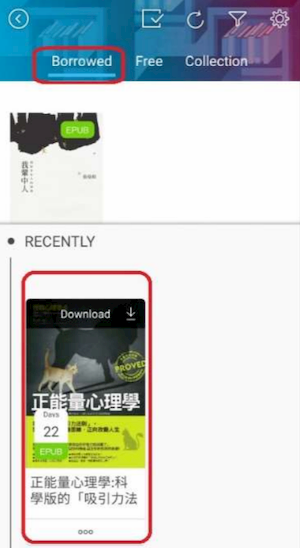 Borrowed Free Collection
EPUB
我輩中人
RECENTLY
Download
PROVED
正能量心理學
Days
22
EPUB
正能量心理學:科
學版的「吸引力法